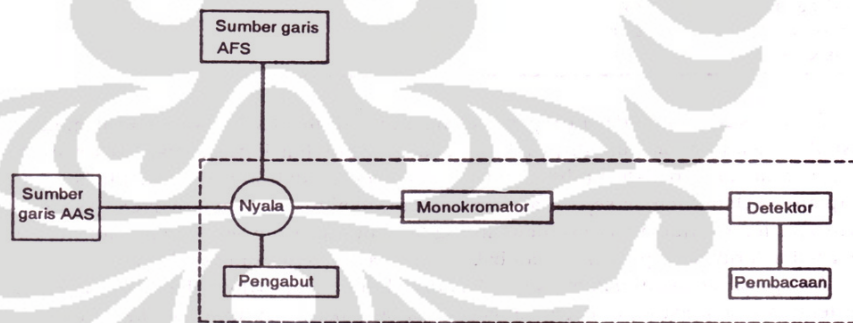 Sumber garis
AFS
Sumber
garis AAS
Nyala
Monokromator
Detektor
Pengabut
Pembacaan